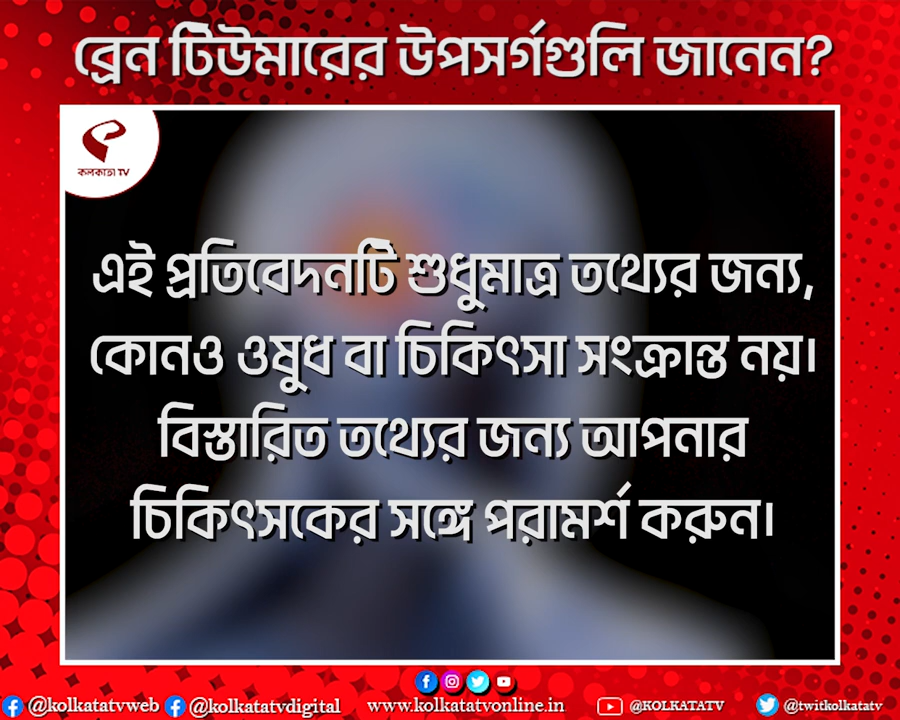 ব্রেন টিউমারের উপসর্গগুলি জানেন?
কলকাতা TV
এই প্রতিবেদনটি শুধুমাত্র তথ্যের জন্য,
কোনও ওষুধ বা চিকিৎসা সংক্রান্ত নয়।
বিস্তারিত তথ্যের জন্য আপনার
চিকিৎসকের সঙ্গে পরামর্শ করুন।
@kolkatatvweb @kolkatatvdigital www.kolkatatvonline.in @KOLKATATV @twitkolkatatv